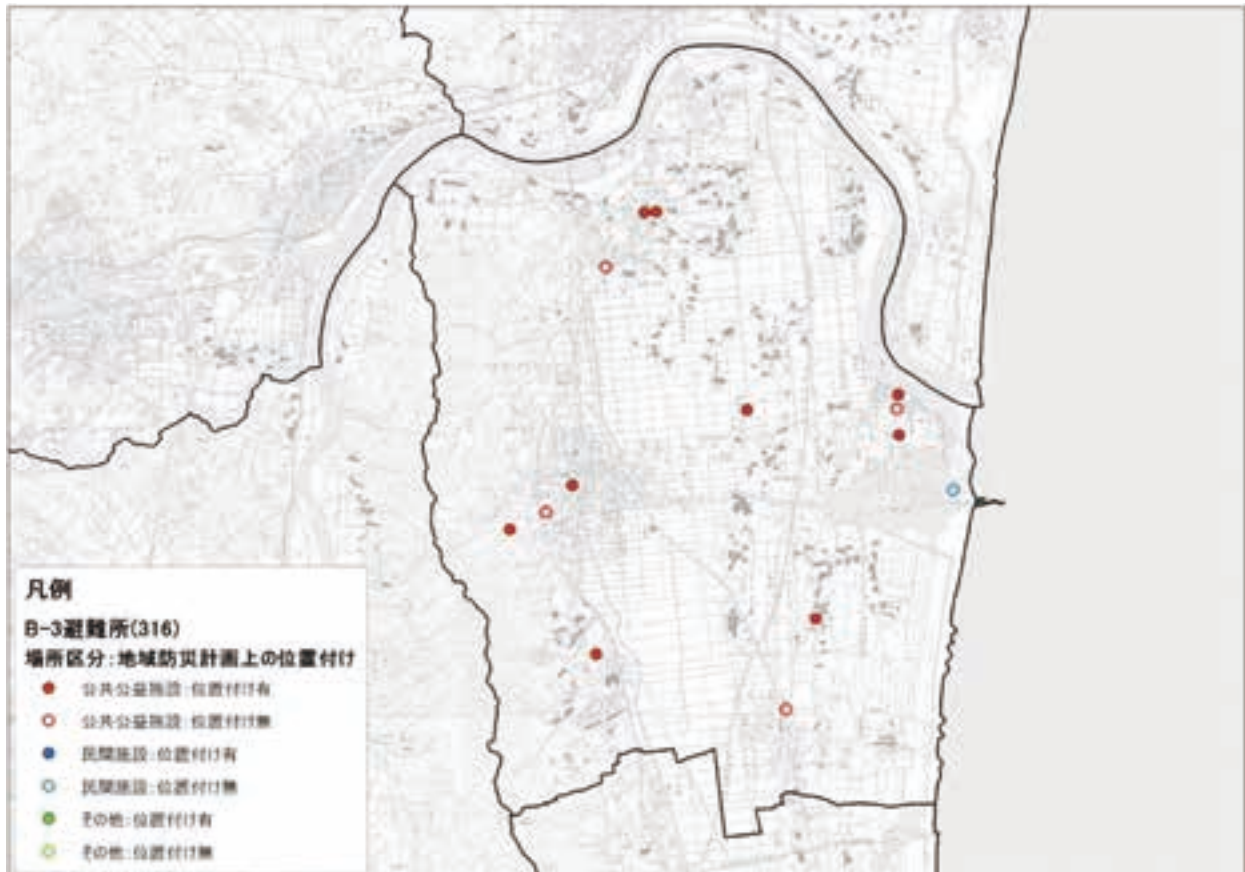 凡例
B-3避難所(316)
場所区分:地域防災計画上の位置付け
公共公益施設:位置付け有
公共公益施設:位置付け無
民間施設:位置付け有
民間施設:位置付け無
その他:位置付け有
その他:位置付け無